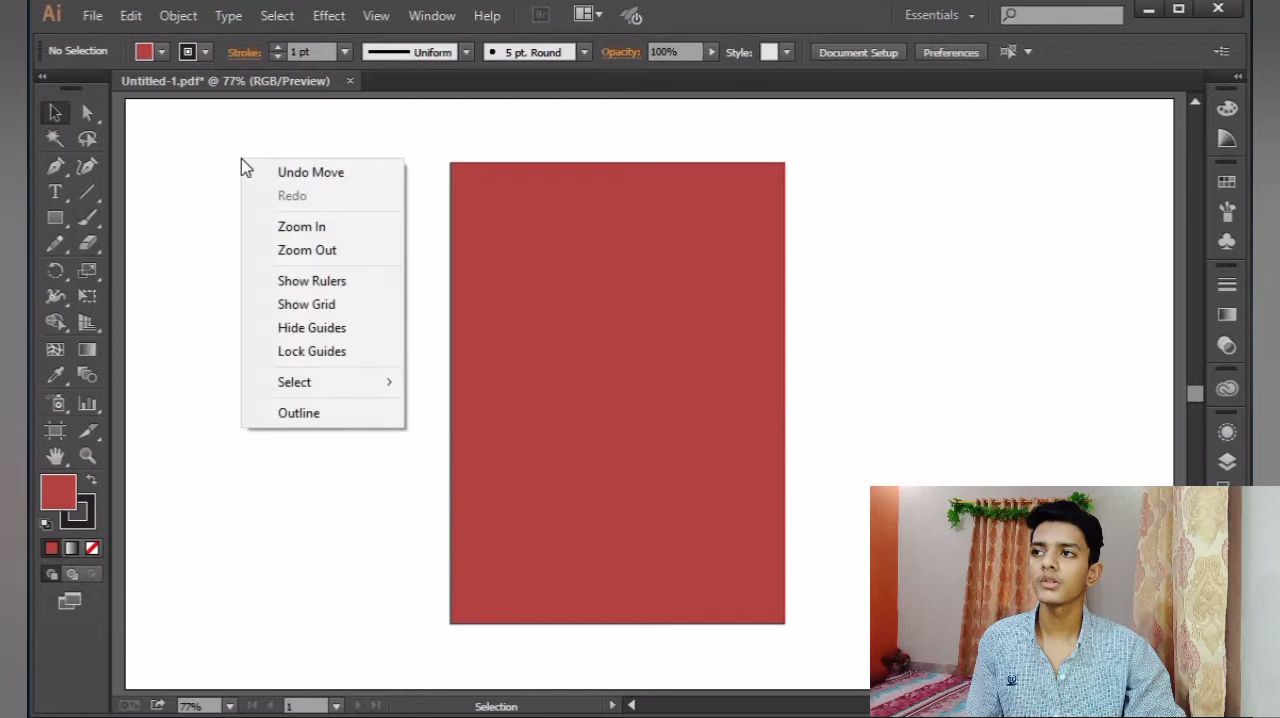 Ai File Edit Object Type Select Effect View Window Help Br Essentials
No Selection Stroke: 1 pt Uniform 5 pt. Round Opacity: 100% Style: Document Setup Preferences
Untitled-1.pdf* @ 77% (RGB/Preview)
Undo Move
Redo
Zoom In
Zoom Out
Show Rulers
Show Grid
Hide Guides
Lock Guides
Select
Outline
77% 1 Selection